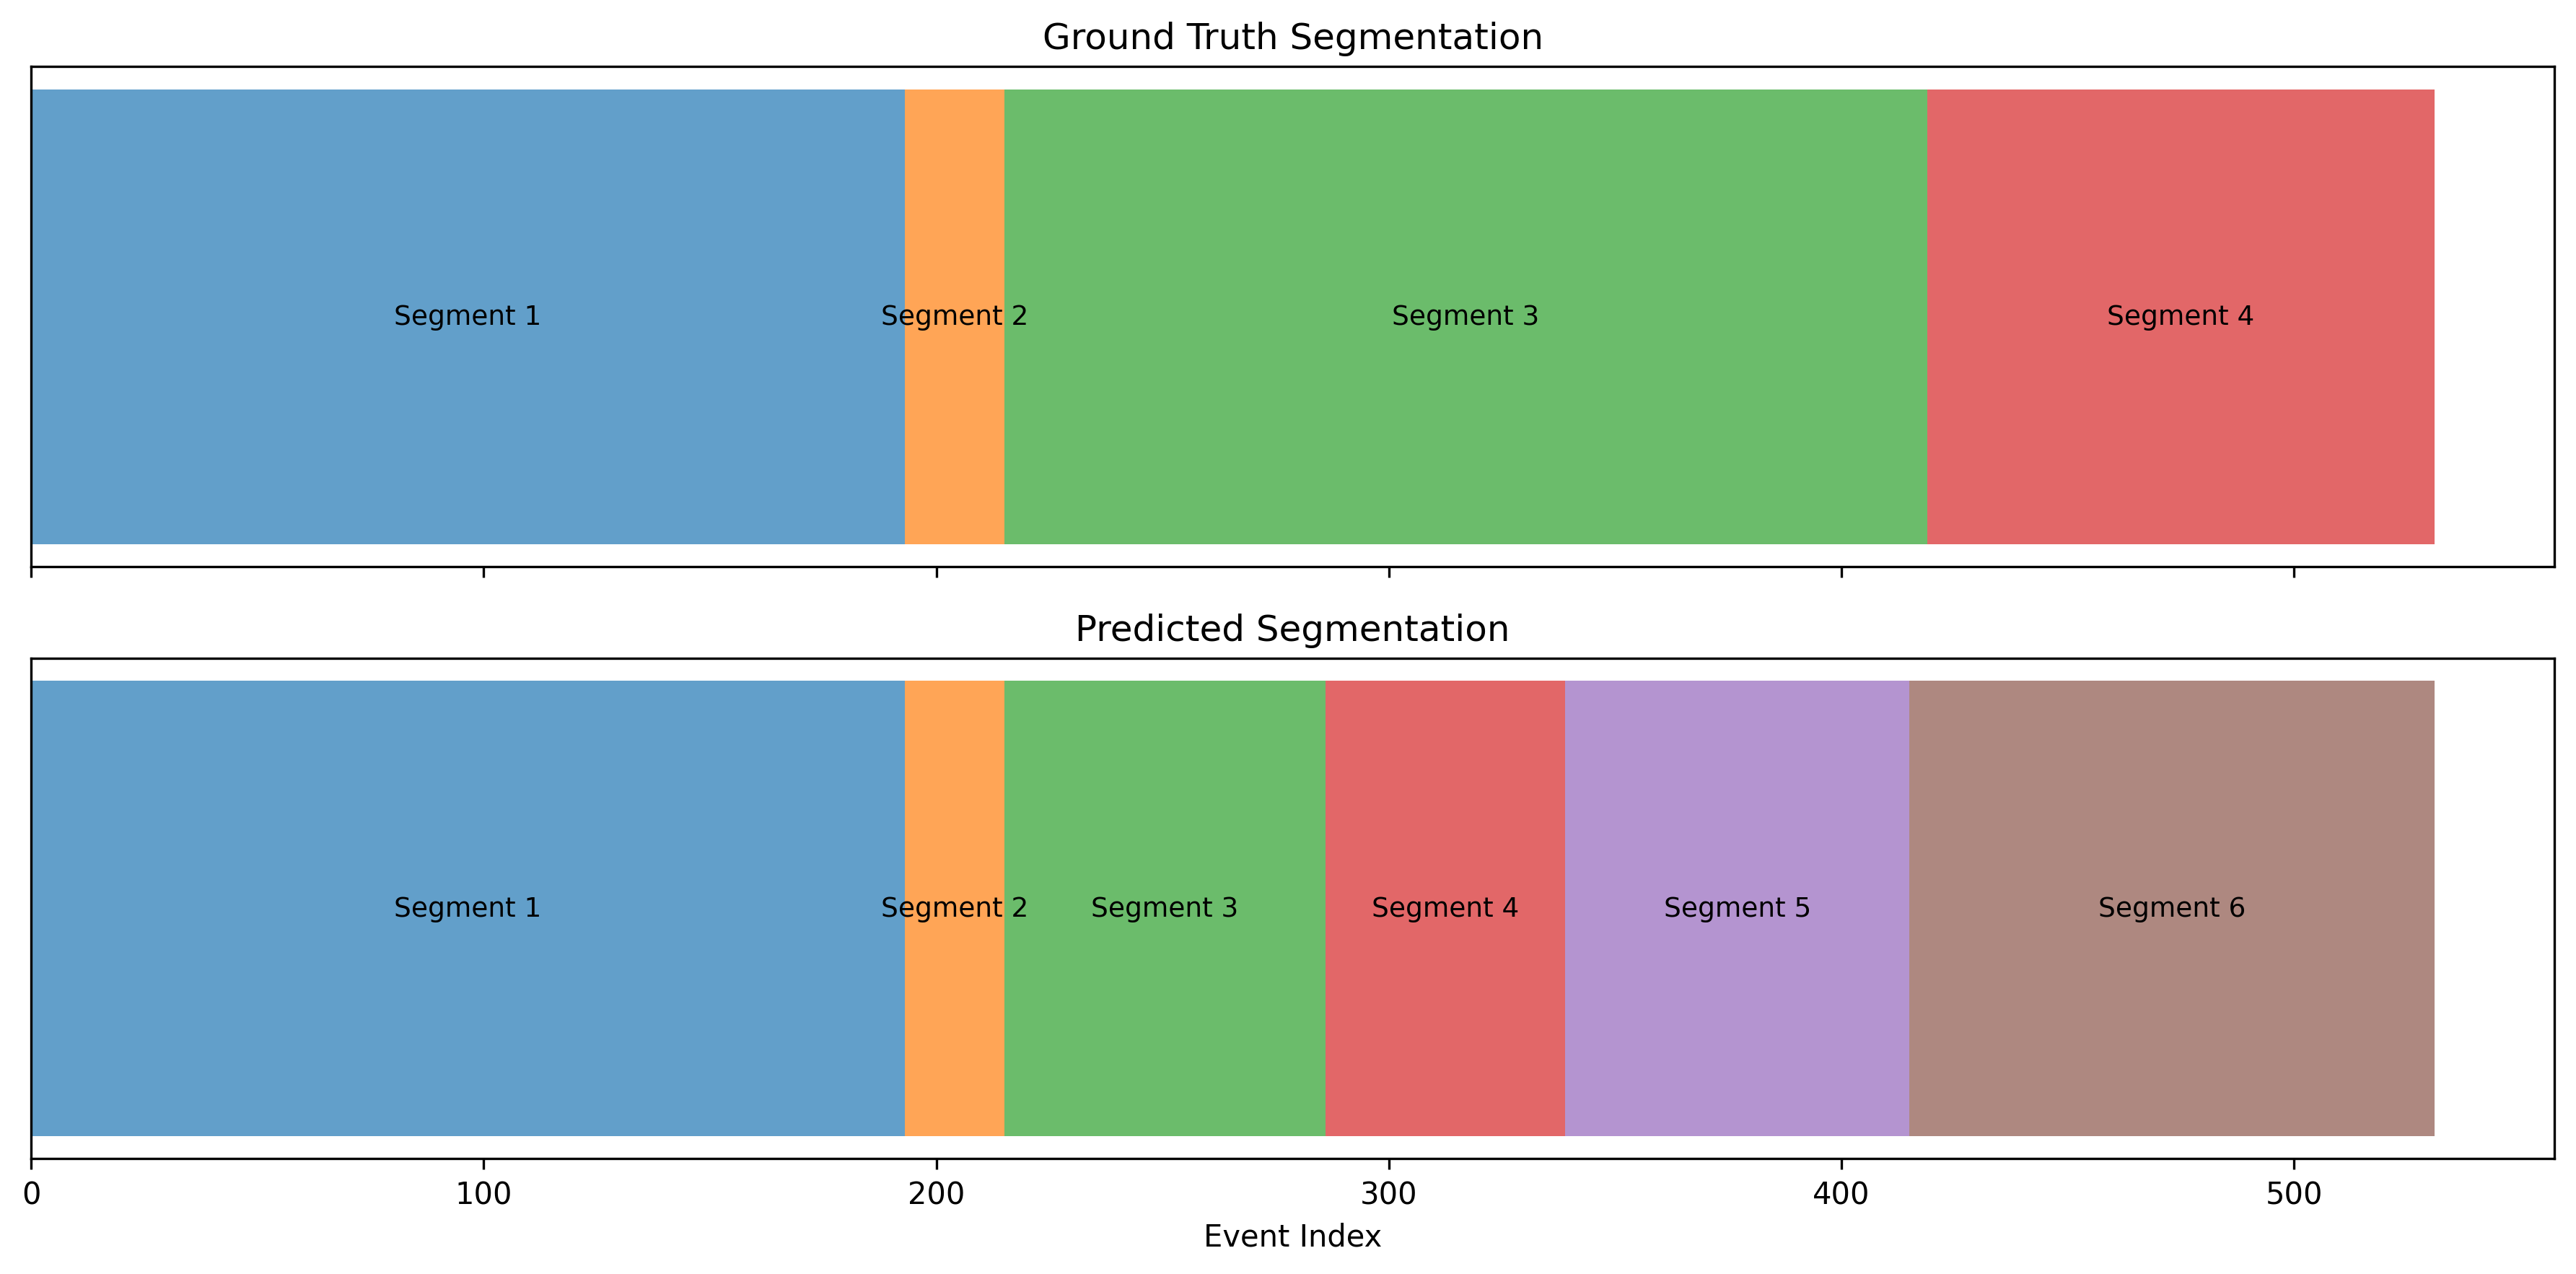 Ground Truth Segmentation
Segment 1 Segment 2 Segment 3 Segment 4
Predicted Segmentation
Segment 1 Segment 2 Segment 3 Segment 4 Segment 5 Segment 6
0 100 200 300 400 500
Event Index